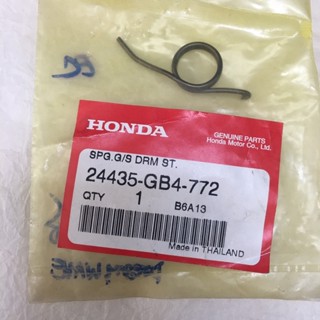 HONDA
GENUINE PARTS
Honda Motor Co., Ltd.
SPG.G/S DRM ST.
24435-GB4-772
QTY 1 B6A13
Made in THAILAND